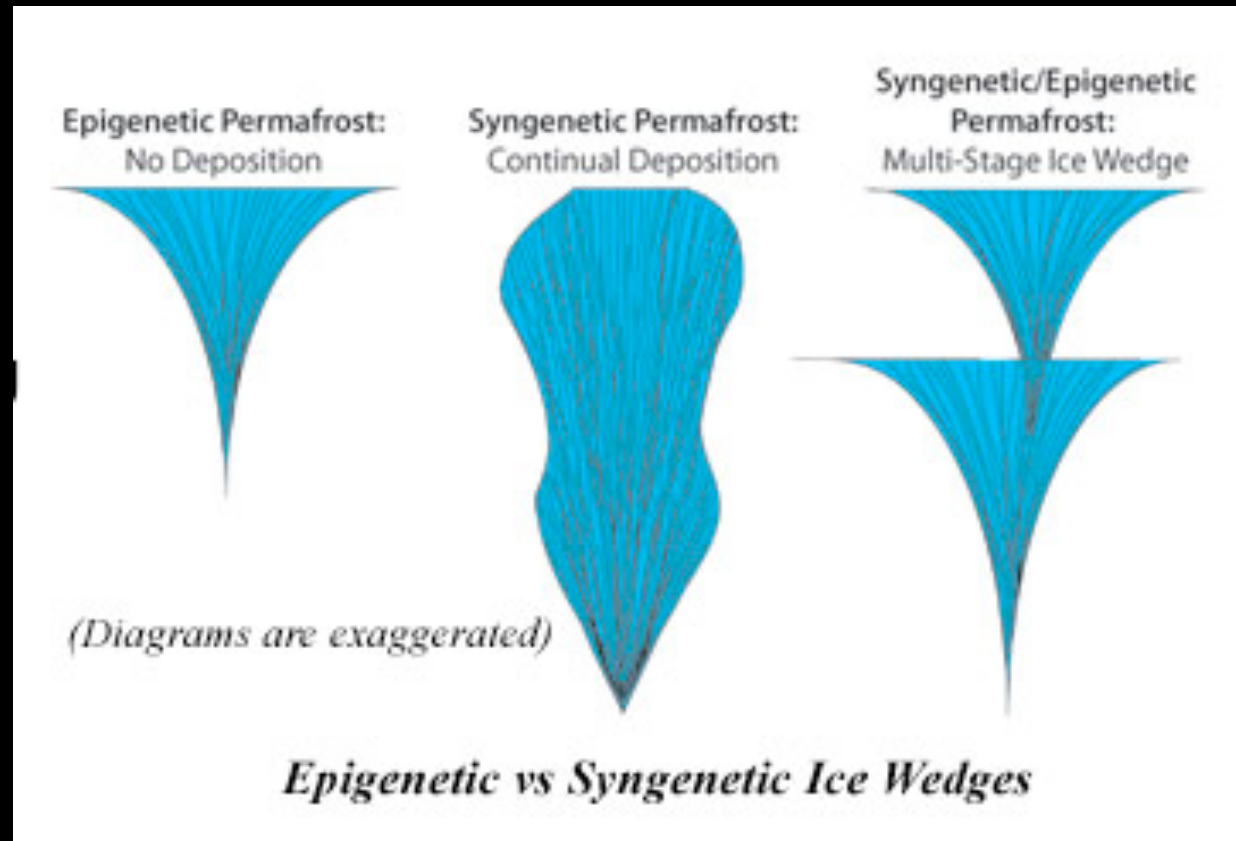 Epigenetic Permafrost:
No Deposition
Syngenetic Permafrost:
Continual Deposition
Syngenetic/Epigenetic
Permafrost:
Multi-Stage Ice Wedge
(Diagrams are exaggerated)
Epigenetic vs Syngenetic Ice Wedges